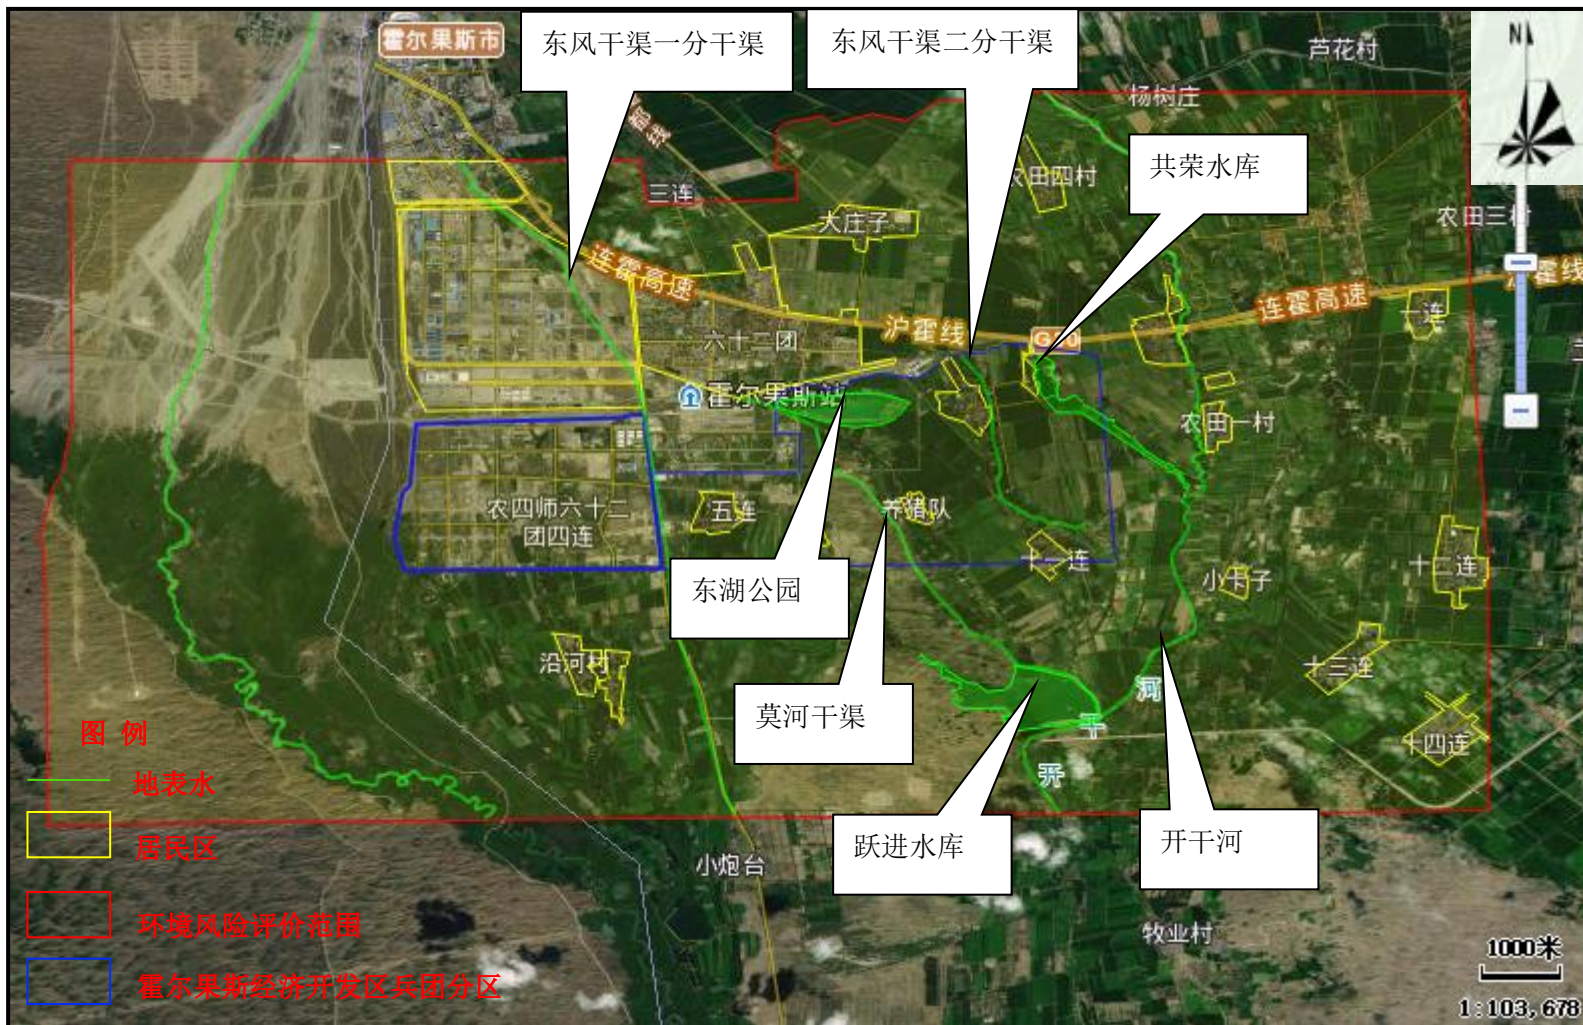 霍尔果斯市
东风干渠一分干渠
东风干渠二分干渠
芦花村
N
杨树庄
共荣水库
农田四村
三连
大庄子
农田三村
连霍高速
沪霍线
连霍高速
霍线
一连
六十二团
G30
霍尔果斯站
农田一村
农四师六十二
团四连
五连
养猪队
十一连
小卡子
十二连
东湖公园
沿河村
十三连
莫河干渠
河
干
开
十四连
图 例
地表水
居民区
环境风险评价范围
霍尔果斯经济开发区兵团分区
跃进水库
开干河
小炮台
牧业村
1000米
1:103,678